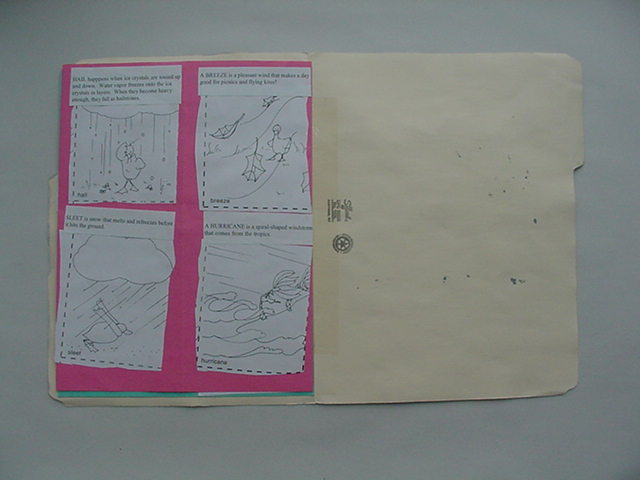 HAIL happens when ice crystals are tossed up
and down. Water vapor freezes onto the ice
crystals in layers. When they become heavy
enough, they fall as hailstones.
hail
A BREEZE is a pleasant wind that makes a day
good for picnics and flying kites!
breeze
SLEET is snow that melts and refreezes before
it hits the ground.
sleet
A HURRICANE is a spiral-shaped windstorm
that comes from the tropics.
hurricane